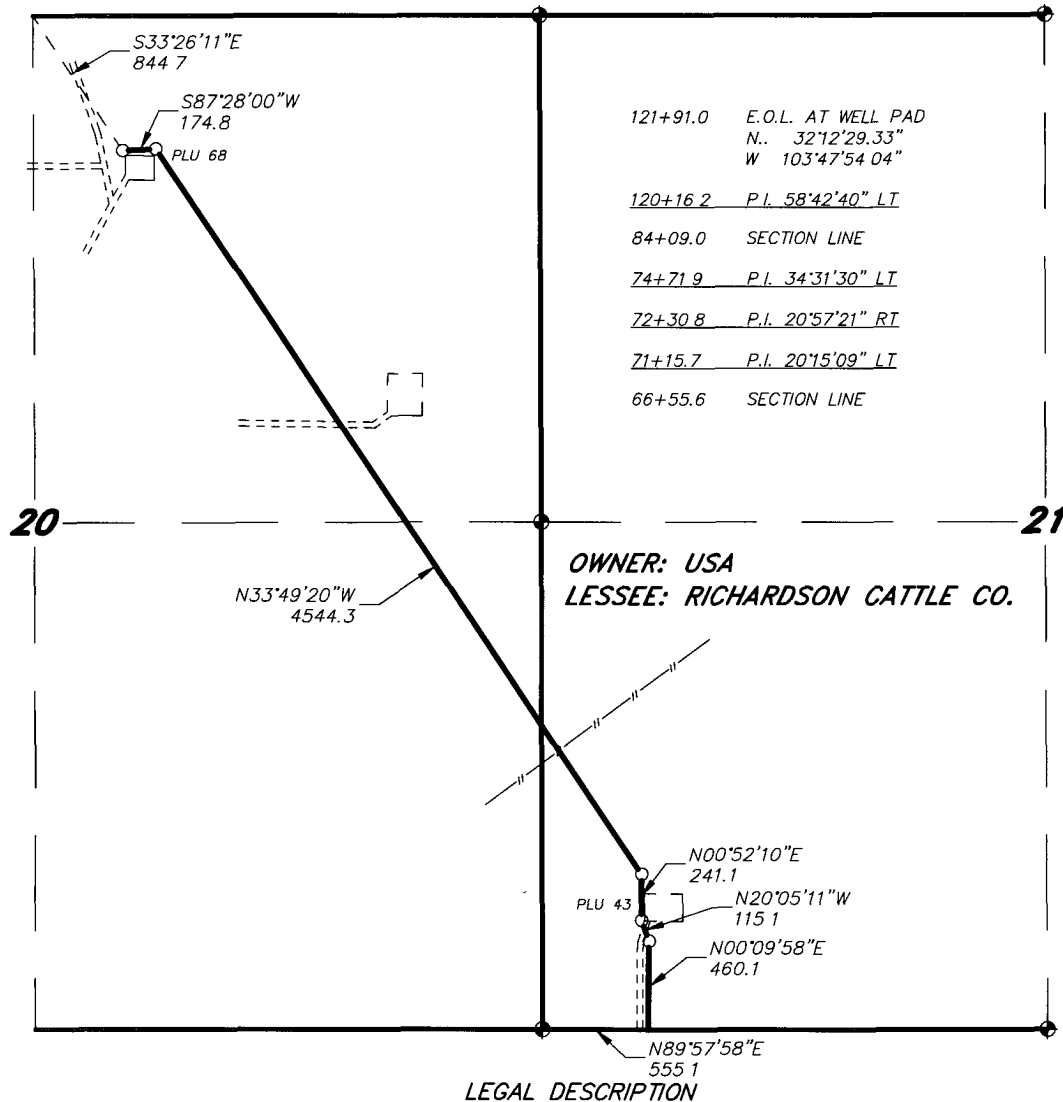 S33°26'11"E
844 7
S87°28'00"W
174.8
PLU 68
121+91.0 E.O.L. AT WELL PAD
N.. 32°12'29.33"
W 103°47'54 04"
120+16 2 P.I. 58°42'40" LT
84+09.0 SECTION LINE
74+71 9 P.I. 34°31'30" LT
72+30 8 P.I. 20°57'21" RT
71+15.7 P.I. 20°15'09" LT
66+55.6 SECTION LINE
20
21
OWNER: USA
LESSEE: RICHARDSON CATTLE CO.
N33°49'20"W
4544.3
N00°52'10"E
241.1
PLU 43
N20°05'11"W
115 1
N00°09'58"E
460.1
N89°57'58"E
555 1
LEGAL DESCRIPTION